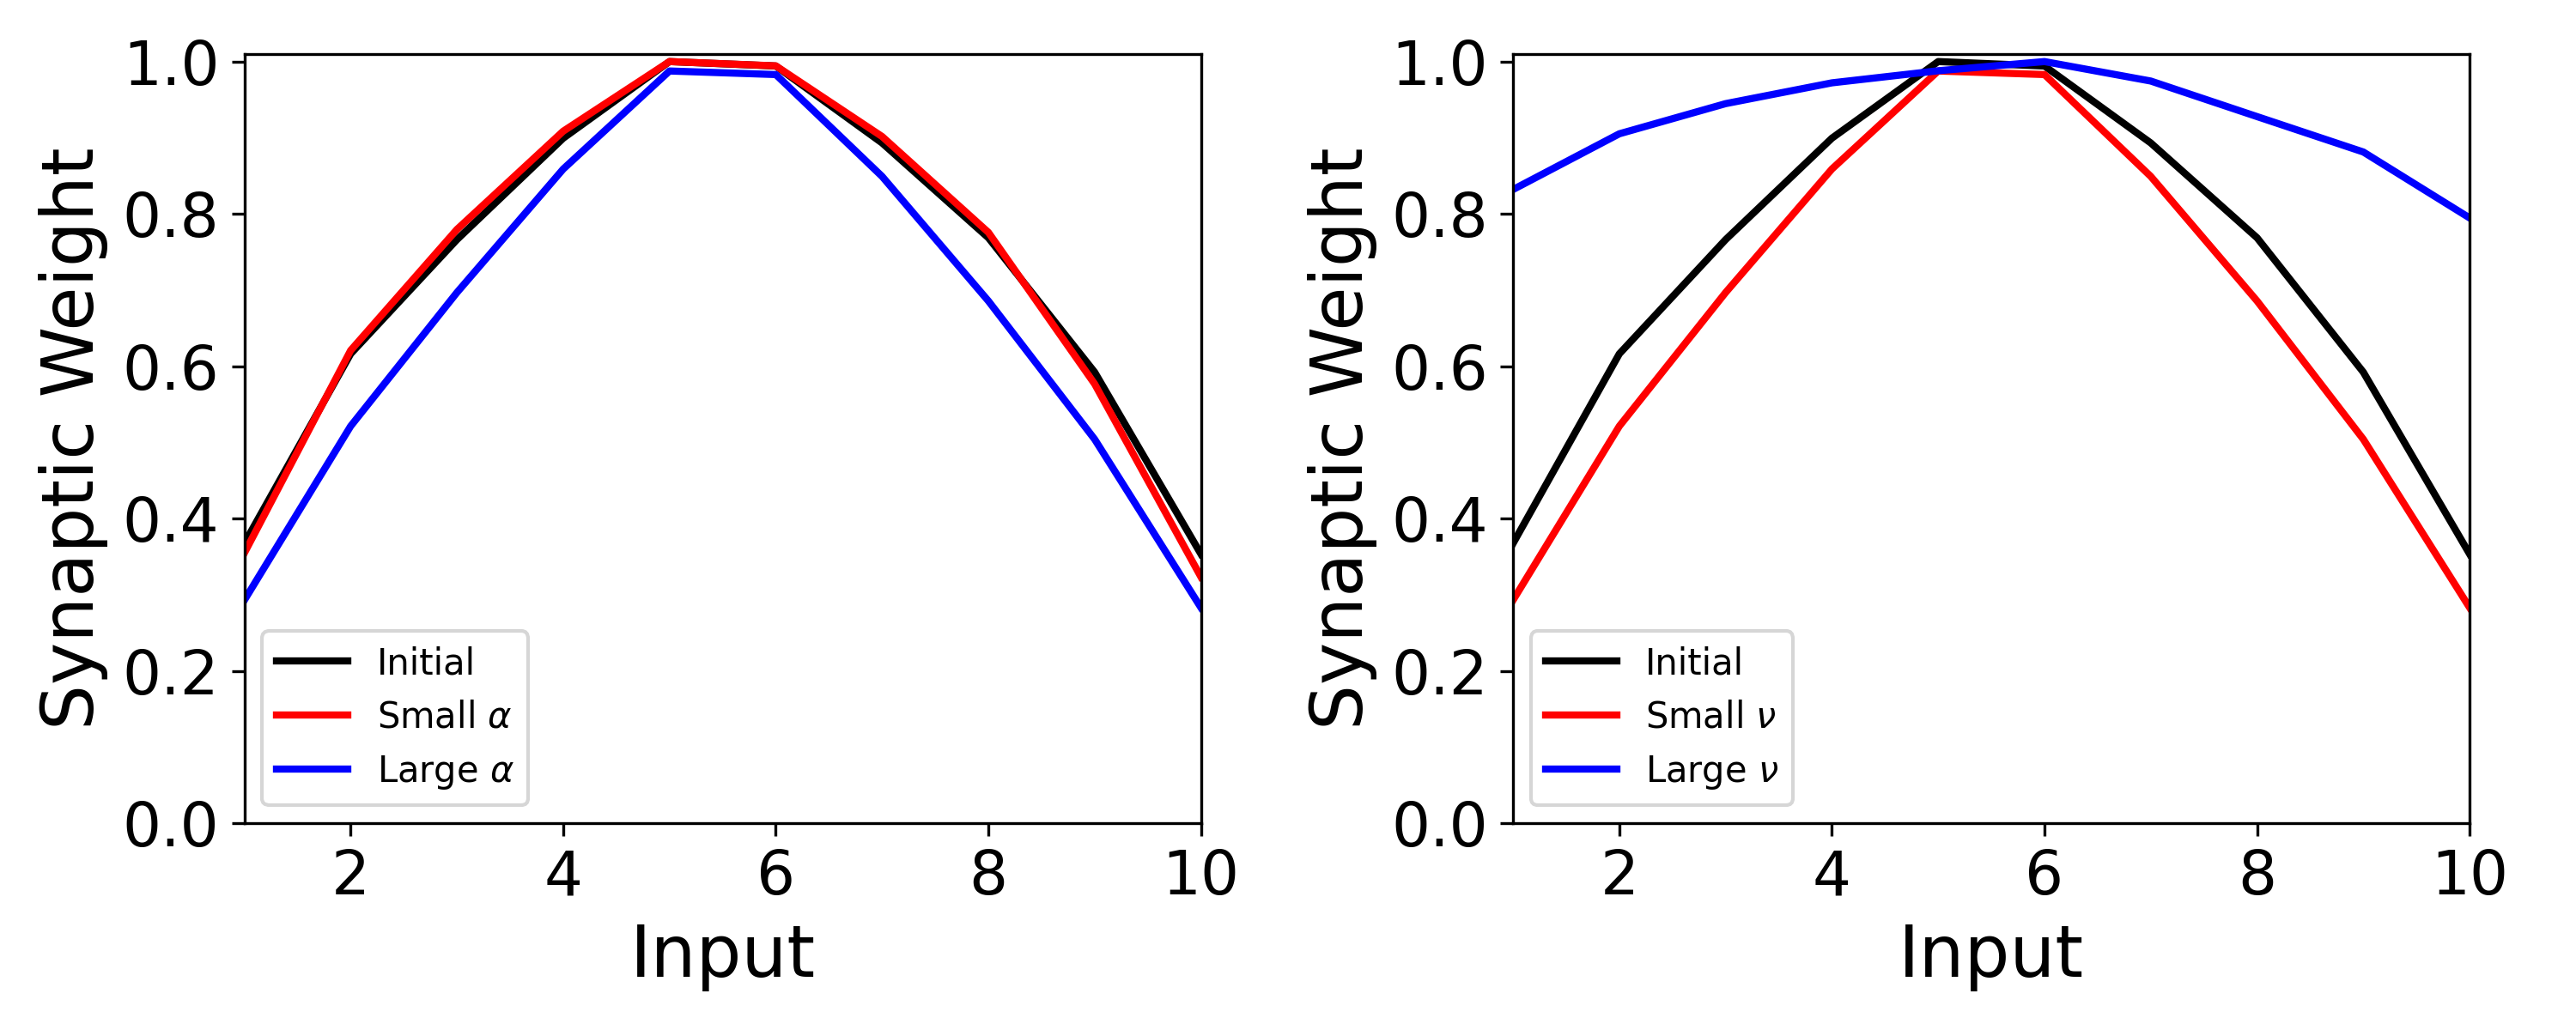 Synaptic Weight
1.0
0.8
0.6
0.4
0.2
0.0
Initial
Small α
Large α
2 4 6 8 10
Input
Synaptic Weight
1.0
0.8
0.6
0.4
0.2
0.0
Initial
Small ν
Large ν
2 4 6 8 10
Input